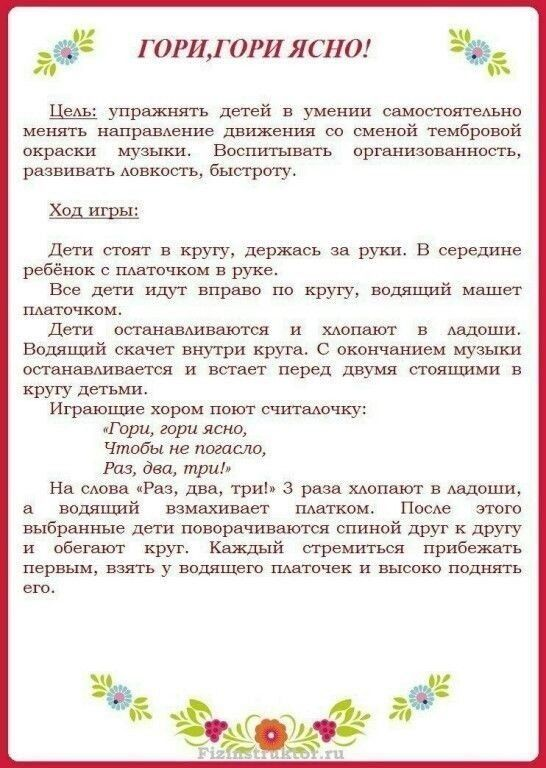 ГОРИ,ГОРИ ЯСНО!
Цель: упражнять детей в умении самостоятельно
менять направление движения со сменой тембровой
окраски музыки. Воспитывать организованность,
развивать ловкость, быстроту.
Ход игры:
Дети стоят в кругу, держась за руки. В середине
ребёнок с платочком в руке.
Все дети идут вправо по кругу, водящий машет
платочком.
Дети останавливаются и хлопают в ладоши.
Водящий скачет внутри круга. С окончанием музыки
останавливается и встает перед двумя стоящими в
кругу детьми.
Играющие хором поют считалочку:
«Гори, гори ясно,
Чтобы не погасло,
Раз, два, три!»
На слова «Раз, два, три!» 3 раза хлопают в ладоши,
а водящий взмахивает платком. После этого
выбранные дети поворачиваются спиной друг к другу
и обегают круг. Каждый стремиться прибежать
первым, взять у водящего платочек и высоко поднять
его.
Fizinstruktor.ru